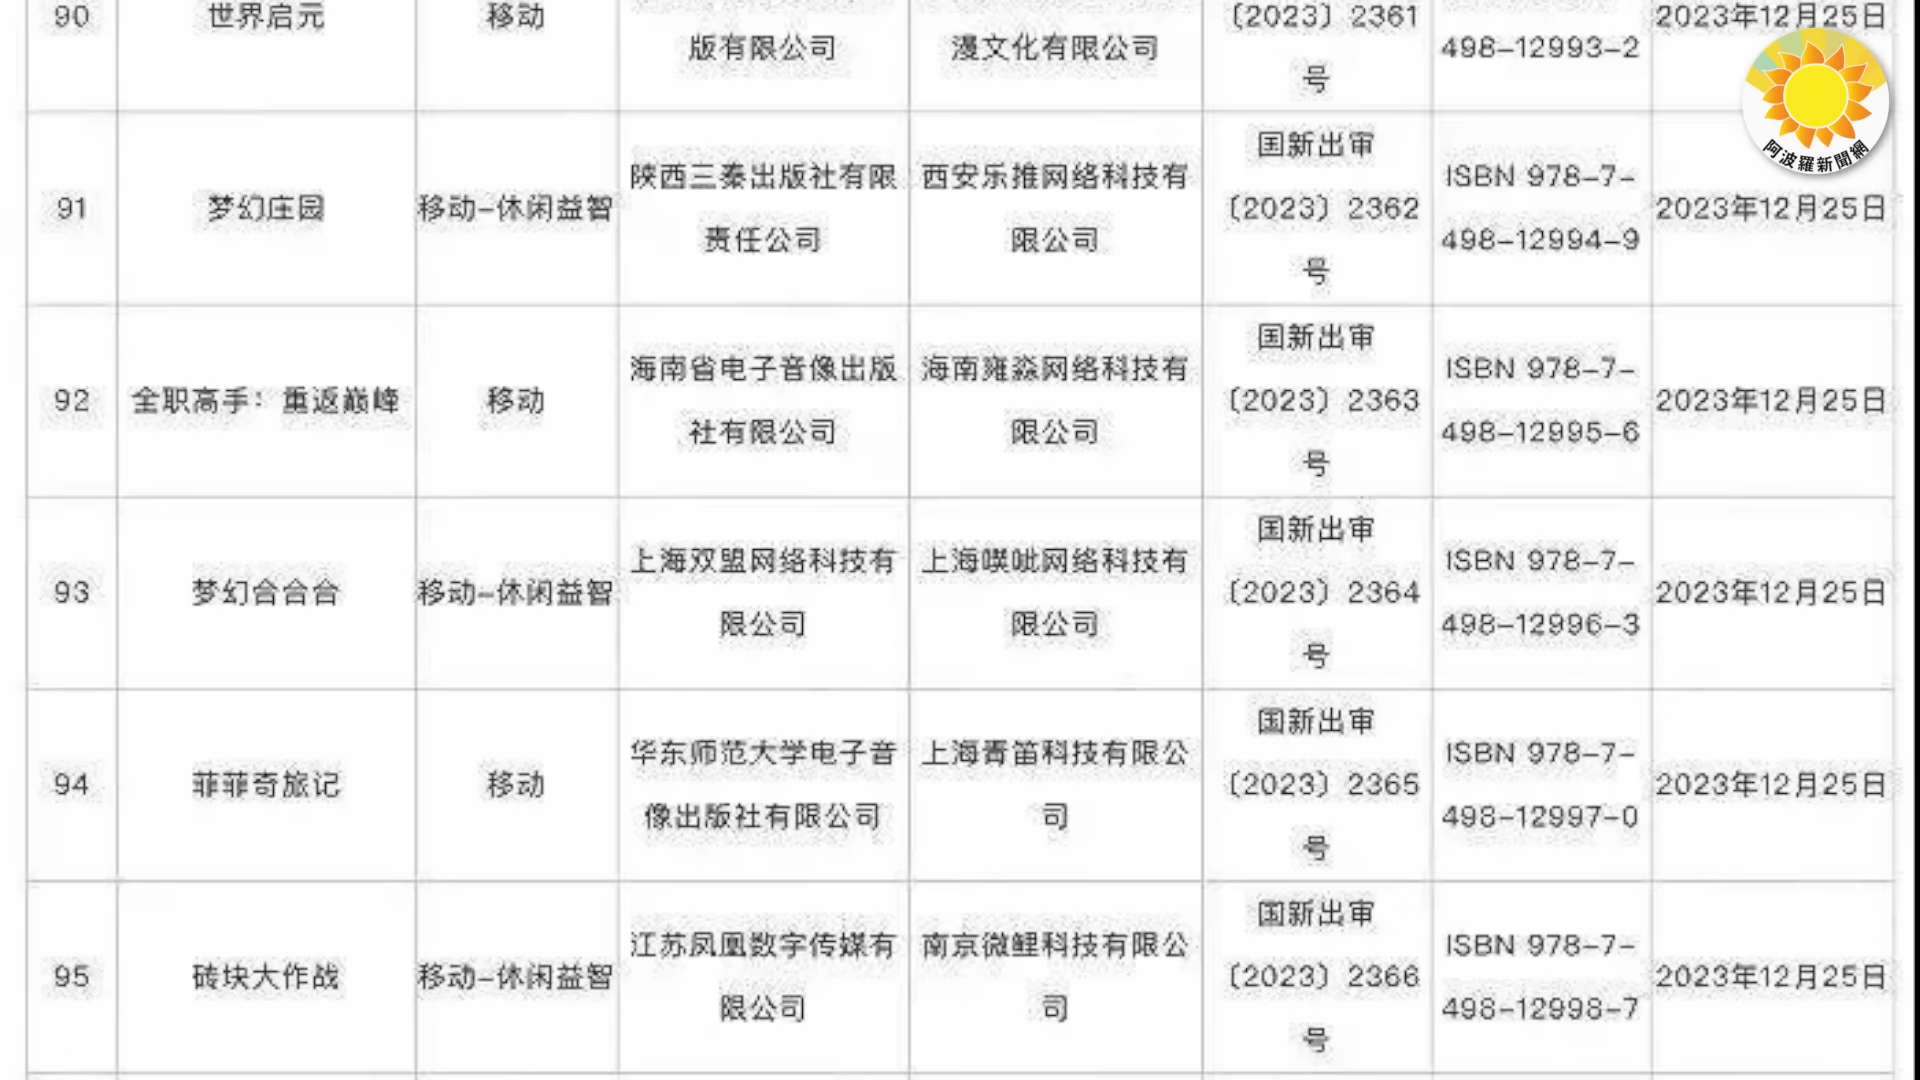 90 世界启元 移动 版有限公司 漫文化有限公司 〔2023〕2361号 498-12993-2 2023年12月25日
阿波羅新聞網
91 梦幻庄园 移动-休闲益智 陕西三秦出版社有限责任公司 西安乐推网络科技有限公司 国新出审〔2023〕2362号 ISBN 978-7-498-12994-9 2023年12月25日
92 全职高手：重返巅峰 移动 海南省电子音像出版社有限公司 海南雍淼网络科技有限公司 国新出审〔2023〕2363号 ISBN 978-7-498-12995-6 2023年12月25日
93 梦幻合合合 移动-休闲益智 上海双盟网络科技有限公司 上海噗呲网络科技有限公司 国新出审〔2023〕2364号 ISBN 978-7-498-12996-3 2023年12月25日
94 菲菲奇旅记 移动 华东师范大学电子音像出版社有限公司 上海青笛科技有限公司 国新出审〔2023〕2365号 ISBN 978-7-498-12997-0 2023年12月25日
95 砖块大作战 移动-休闲益智 江苏凤凰数字传媒有限公司 南京微鲤科技有限公司 国新出审〔2023〕2366号 ISBN 978-7-498-12998-7 2023年12月25日